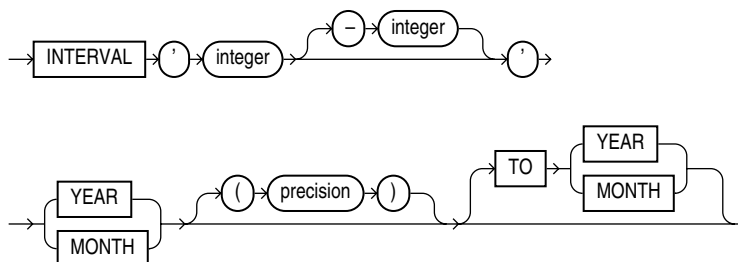 – integer
INTERVAL ' integer '
YEAR
TO
YEAR
MONTH
( precision )
MONTH